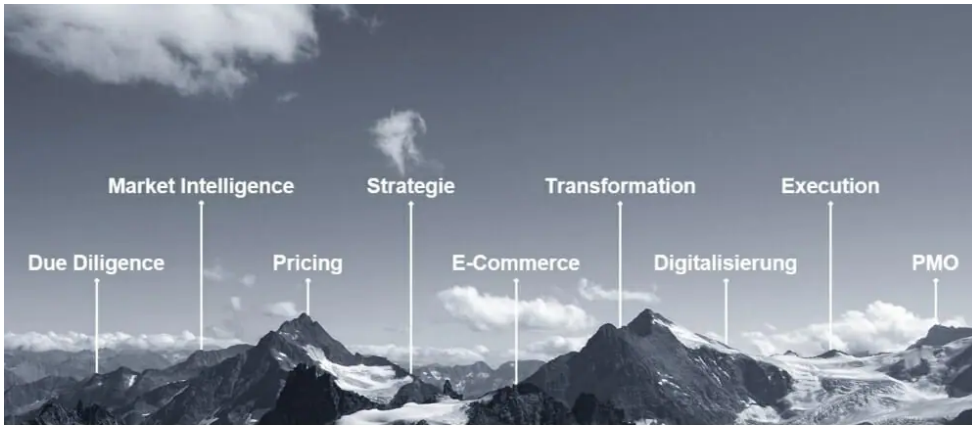 Market Intelligence
Strategie
Transformation
Execution
Due Diligence
Pricing
E-Commerce
Digitalisierung
PMO